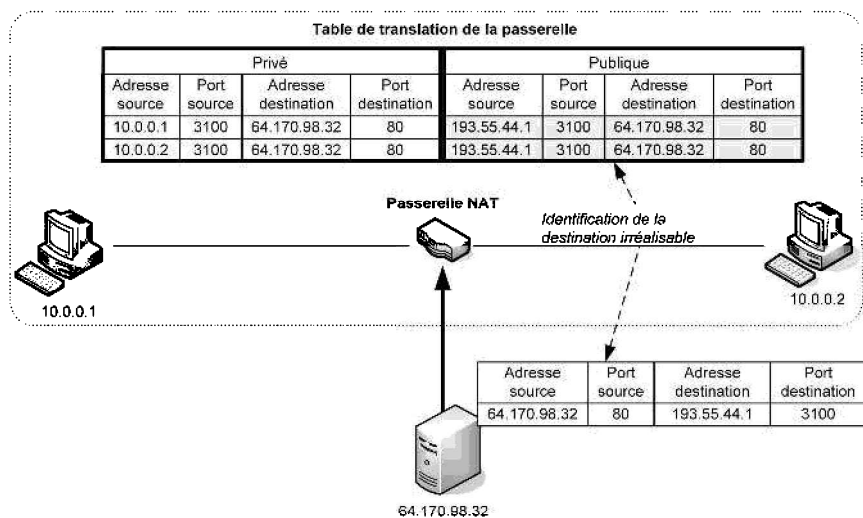 Table de translation de la passerelle
Privé Publique
Adresse source Port source Adresse destination Port destination Adresse source Port source Adresse destination Port destination
10.0.0.1 3100 64.170.98.32 80 193.55.44.1 3100 64.170.98.32 80
10.0.0.2 3100 64.170.98.32 80 193.55.44.1 3100 64.170.98.32 80
Passerelle NAT
Identification de la
destination irréalisable
10.0.0.1
10.0.0.2
Adresse source Port source Adresse destination Port destination
64.170.98.32 80 193.55.44.1 3100
64.170.98.32